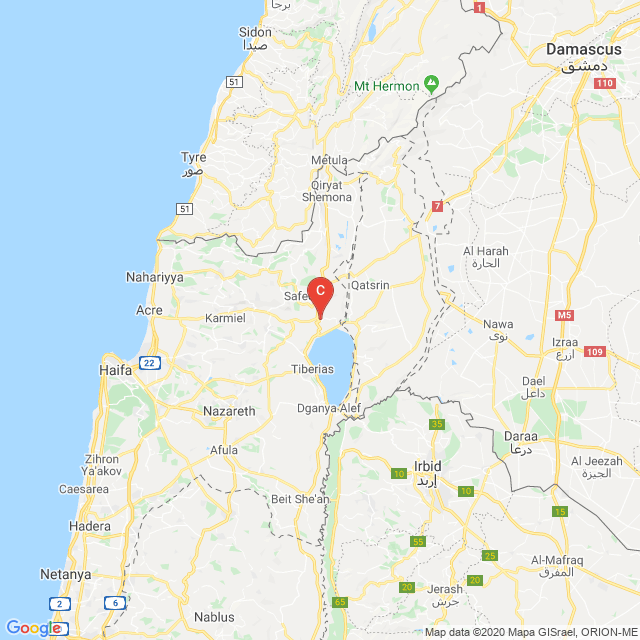 برحا
1
Sidon
صيدا
Damascus
دمشق
51
Mt Hermon
110
Tyre
صور
Metula
Qiryat
Shemona
51
7
Al Harah
الحارة
Nahariyya
Safe
C
Qatsrin
Acre
Karmiel
M5
Nawa
نوى
Izraa
ازرع
109
22
Haifa
Tiberias
Dael
داعل
Nazareth
Dganya Alef
35
Daraa
درعا
Afula
Zihron
Ya'akov
Irbid
إربد
10
10
Al Jeezah
الجيزة
Caesarea
Beit She'an
15
Hadera
55
25
Al-Mafraq
المفرق
Netanya
20
20
Jerash
جرش
2
6
65
Nablus
Google
Map data ©2020 Mapa GISrael, ORION-ME